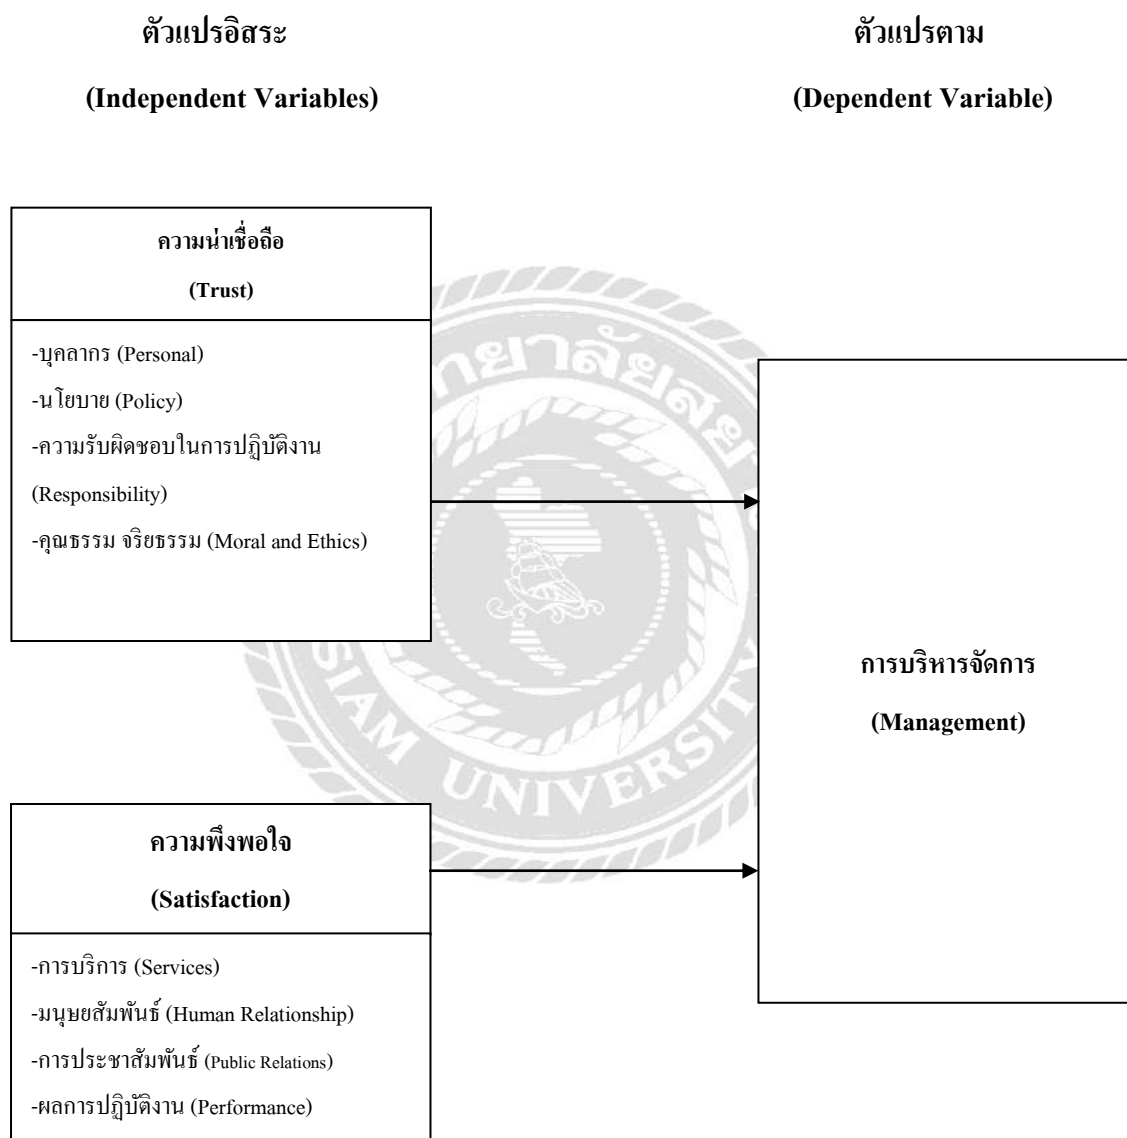 ตัวแปรอิสระ
(Independent Variables)
ตัวแปรตาม
(Dependent Variable)
ความน่าเชื่อถือ
(Trust)
-บุคลากร (Personal)
-นโยบาย (Policy)
-ความรับผิดชอบในการปฏิบัติงาน
(Responsibility)
-คุณธรรม จริยธรรม (Moral and Ethics)
การบริหารจัดการ
(Management)
ความพึงพอใจ
(Satisfaction)
-การบริการ (Services)
-มนุษยสัมพันธ์ (Human Relationship)
-การประชาสัมพันธ์ (Public Relations)
-ผลการปฏิบัติงาน (Performance)
SIAM UNIVERSITY